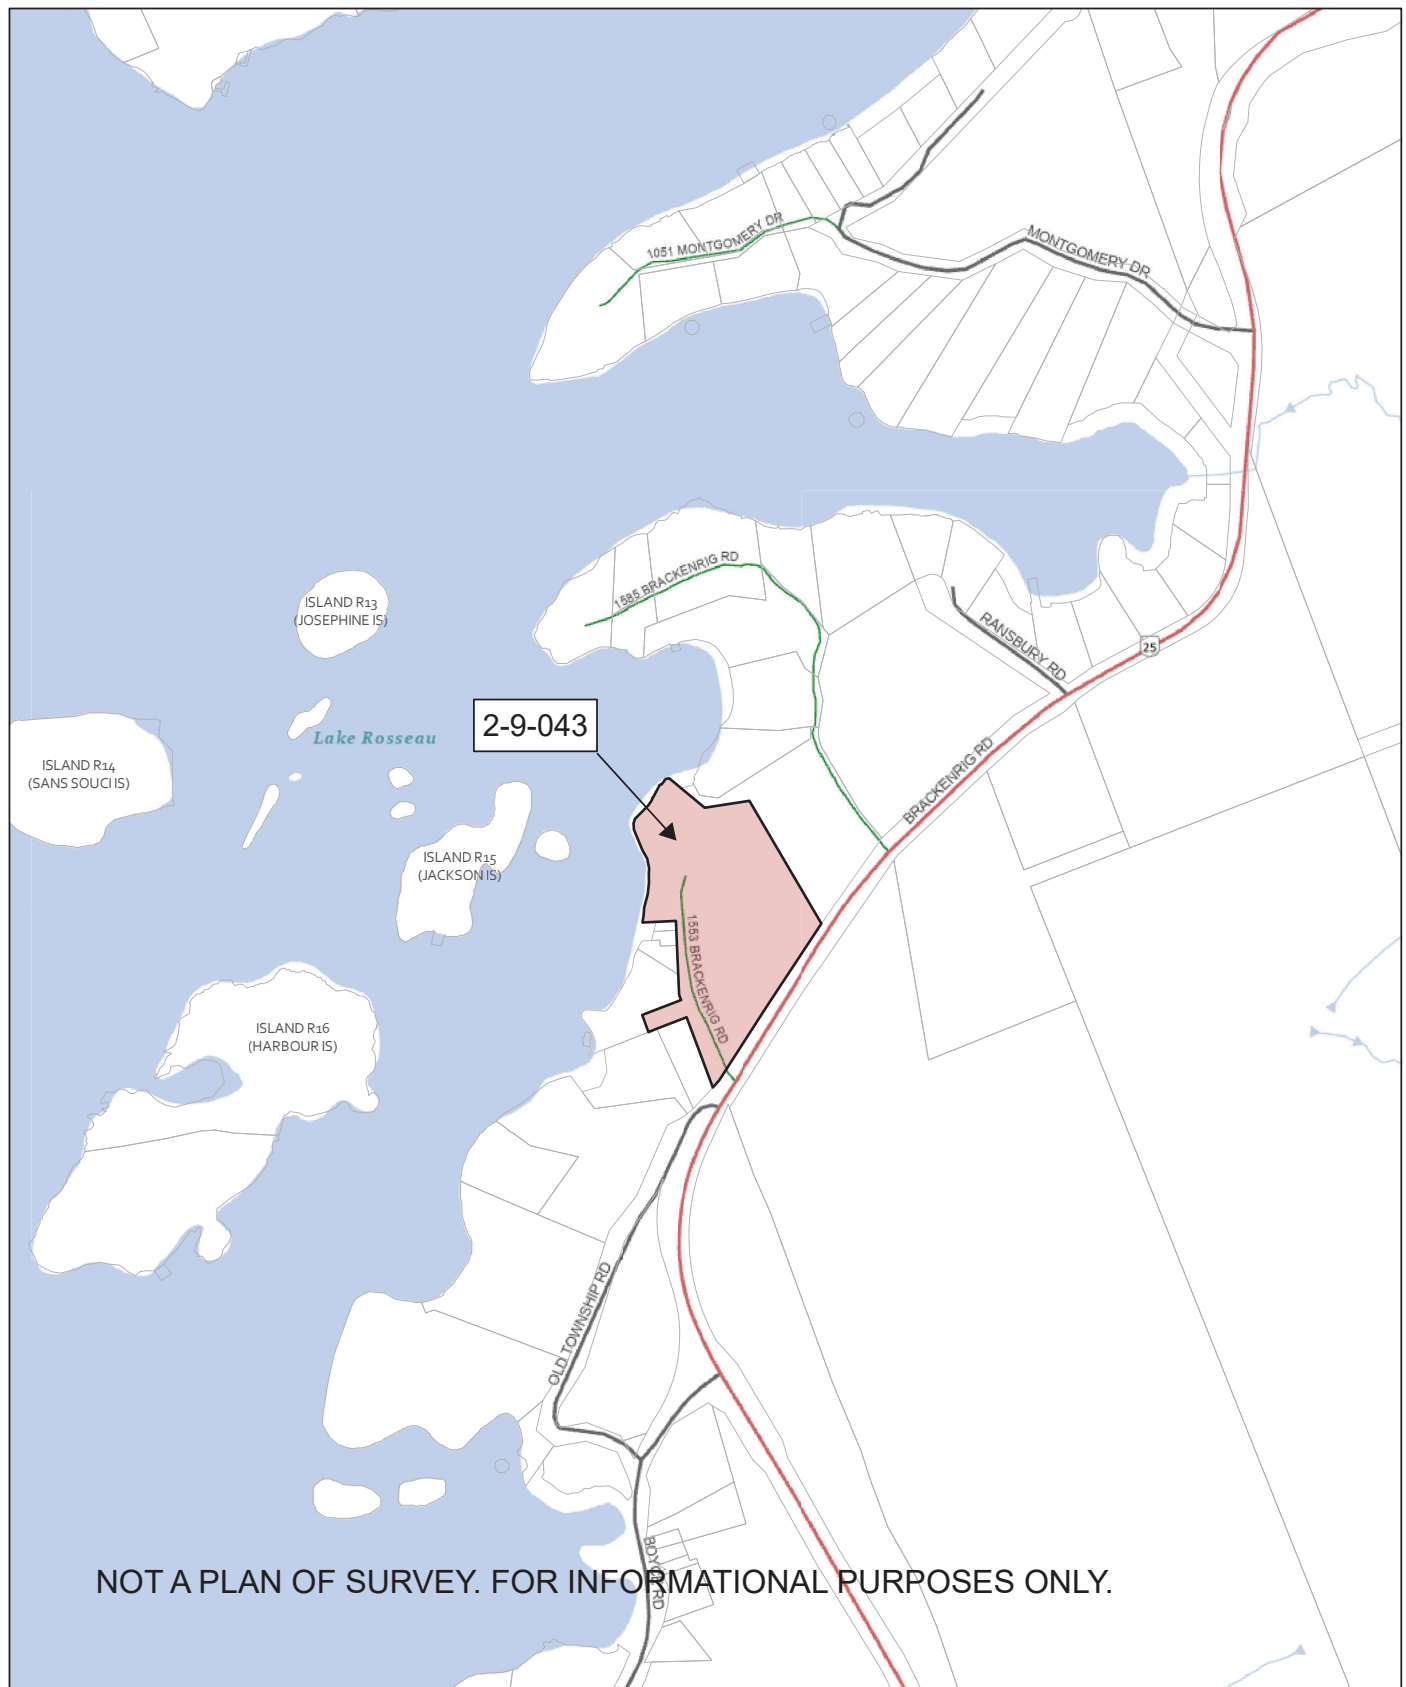 1051 MONTGOMERY DR
MONTGOMERY DR
1585 BRACKENRIG RD
ISLAND R13
(JOSEPHINE IS)
RANSBURY RD
25
2-9-043
Lake Rosseau
ISLAND R14
(SANS SOUCI IS)
BRACKENRIG RD
ISLAND R15
(JACKSON IS)
1553 BRACKENRIG RD
ISLAND R16
(HARBOUR IS)
OLD TOWNSHIP RD
NOT A PLAN OF SURVEY. FOR INFORMATIONAL PURPOSES ONLY.
RD